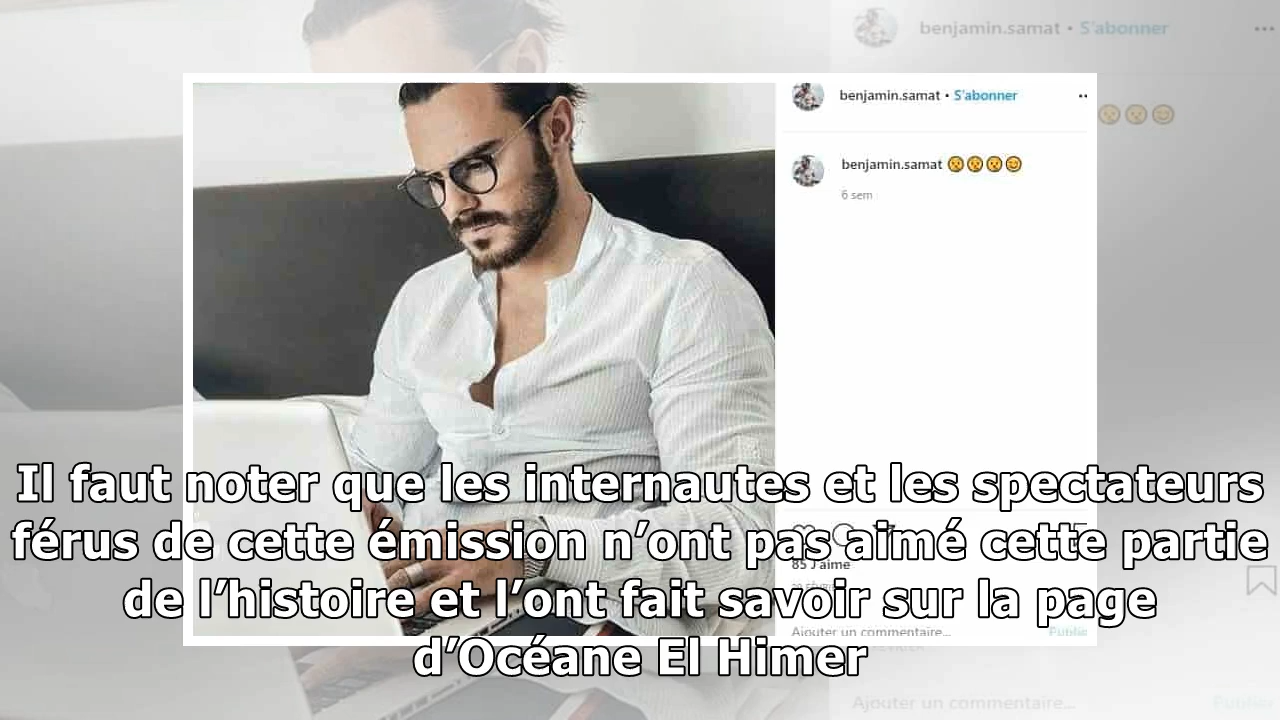 benjamin.samat • S'abonner
benjamin.samat • S'abonner
benjamin.samat 😮😮😮😊
6 sem
Il faut noter que les internautes et les spectateurs
férus de cette émission n’ont pas aimé cette partie
de l’histoire et l’ont fait savoir sur la page
d’Océane El Himer
85 J'aime
Ajouter un commentaire...
Publier
Ajouter un commentaire...
Publier